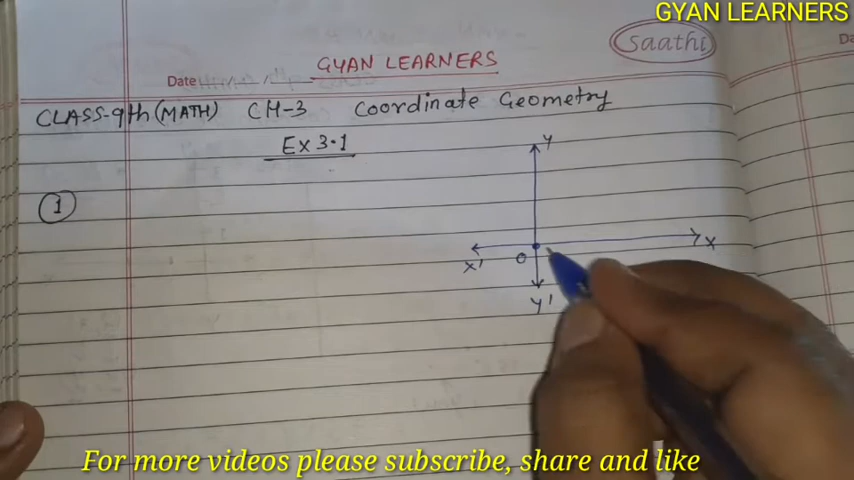 GYAN LEARNERS
Saathi
GYAN LEARNERS
Date
CLASS-9th (MATH) CH-3 Coordinate Geometry
Ex 3.1
1
Y
X' O X
Y'
For more videos please subscribe, share and like